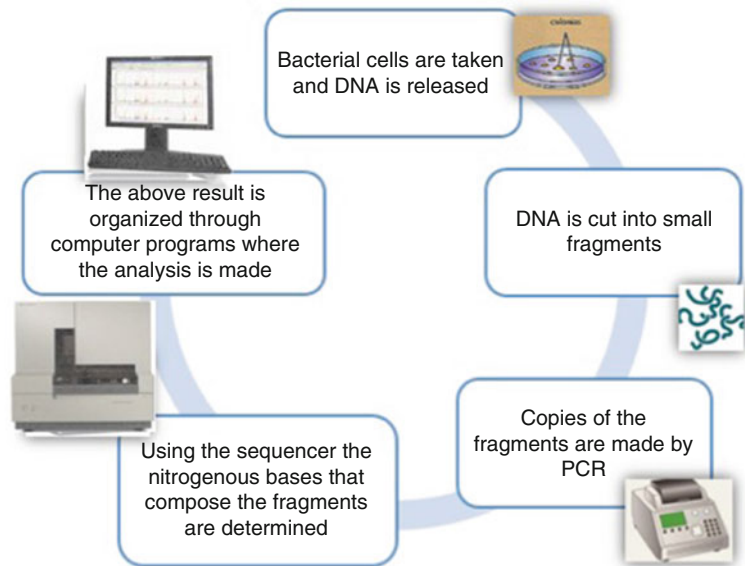 Bacterial cells are taken
and DNA is released
DNA is cut into small
fragments
Copies of the
fragments are made by
PCR
Using the sequencer the
nitrogenous bases that
compose the fragments
are determined
The above result is
organized through
computer programs where
the analysis is made